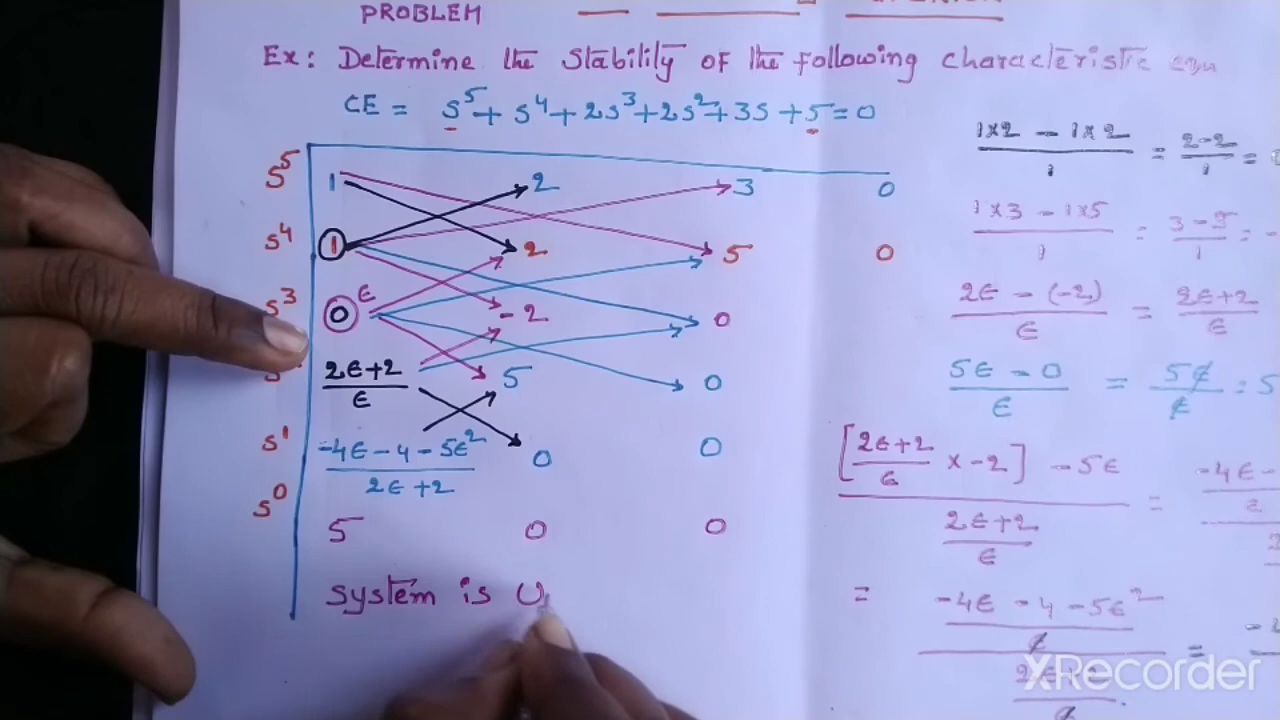 PROBLEM
Ex: Determine the Stability of the following characteristic eqn
CE = s⁵ + s⁴ + 2s³ + 2s² + 3s + 5 = 0
s⁵ 1 2 3 0
s⁴ 1 2 5 0
s³ 0 ϵ -2 0
(2ϵ+2)/ϵ 5 0
s¹ (-4ϵ-4-5ϵ²)/(2ϵ+2) 0 0
s⁰ 5 0 0
System is U
(1×2 - 1×2)/1 = (2-2)/1 =
(1×3 - 1×5)/1 = (3-5)/1 = -
(2ϵ - (-2))/ϵ = (2ϵ+2)/ϵ
(5ϵ - 0)/ϵ = 5ϵ/ϵ = 5
([(2ϵ+2)/ϵ × -2] - 5ϵ)/((2ϵ+2)/ϵ) = -4ϵ -
= ((-4ϵ - 4 - 5ϵ²)/ϵ)/((2ϵ+2)/ϵ) =
XRecorder